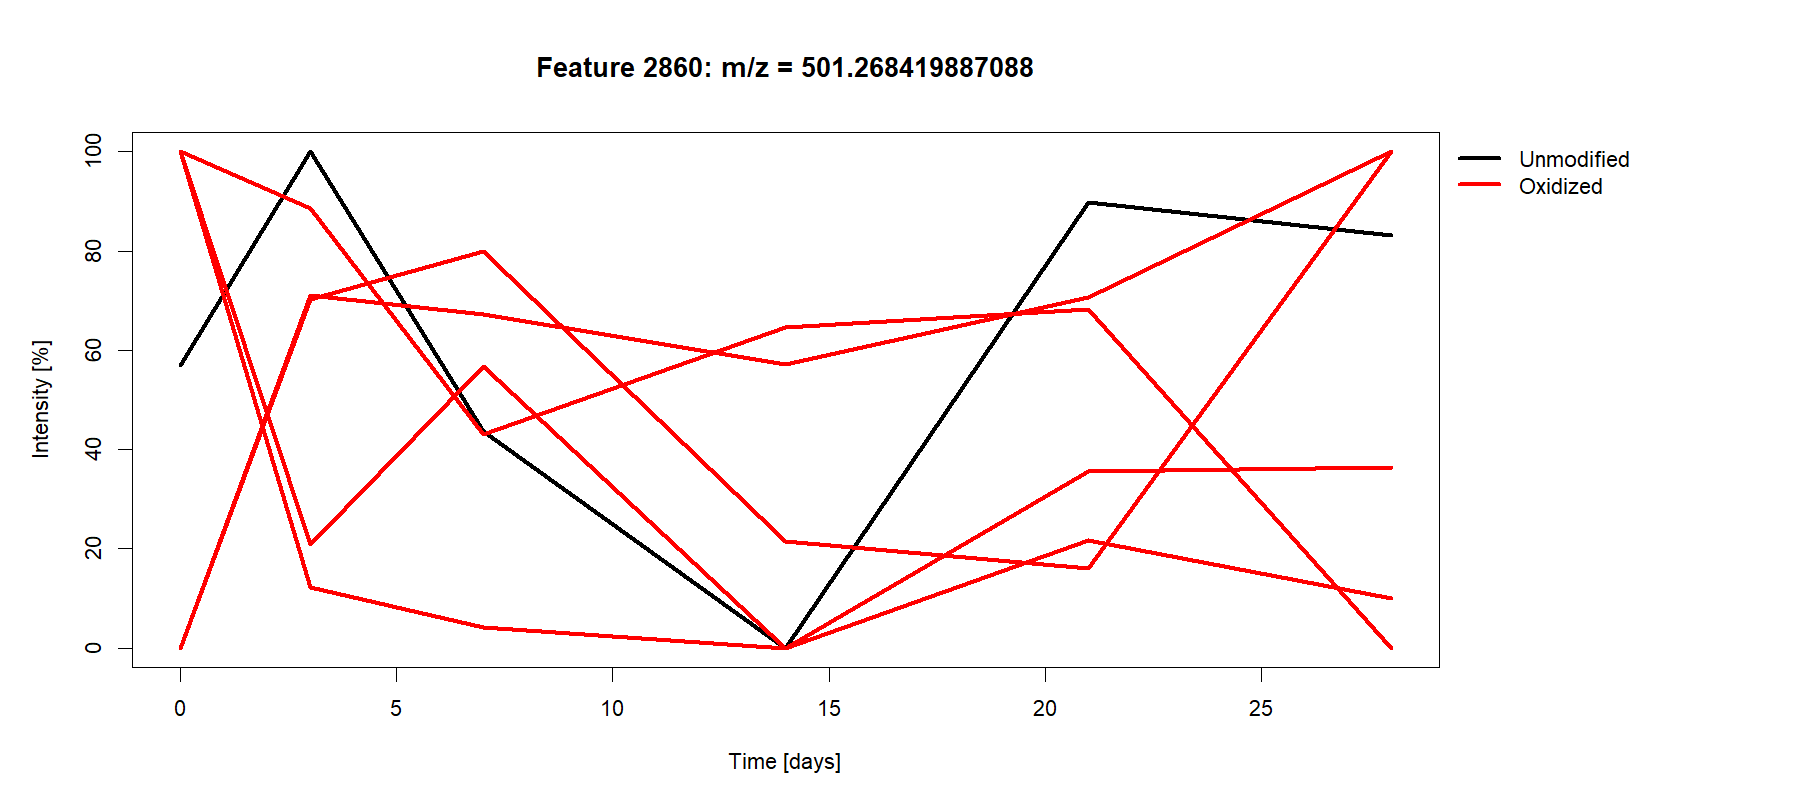 Feature 2860: m/z = 501.268419887088
Unmodified
Oxidized
Intensity [%]
100
80
60
40
20
0
0 5 10 15 20 25
Time [days]